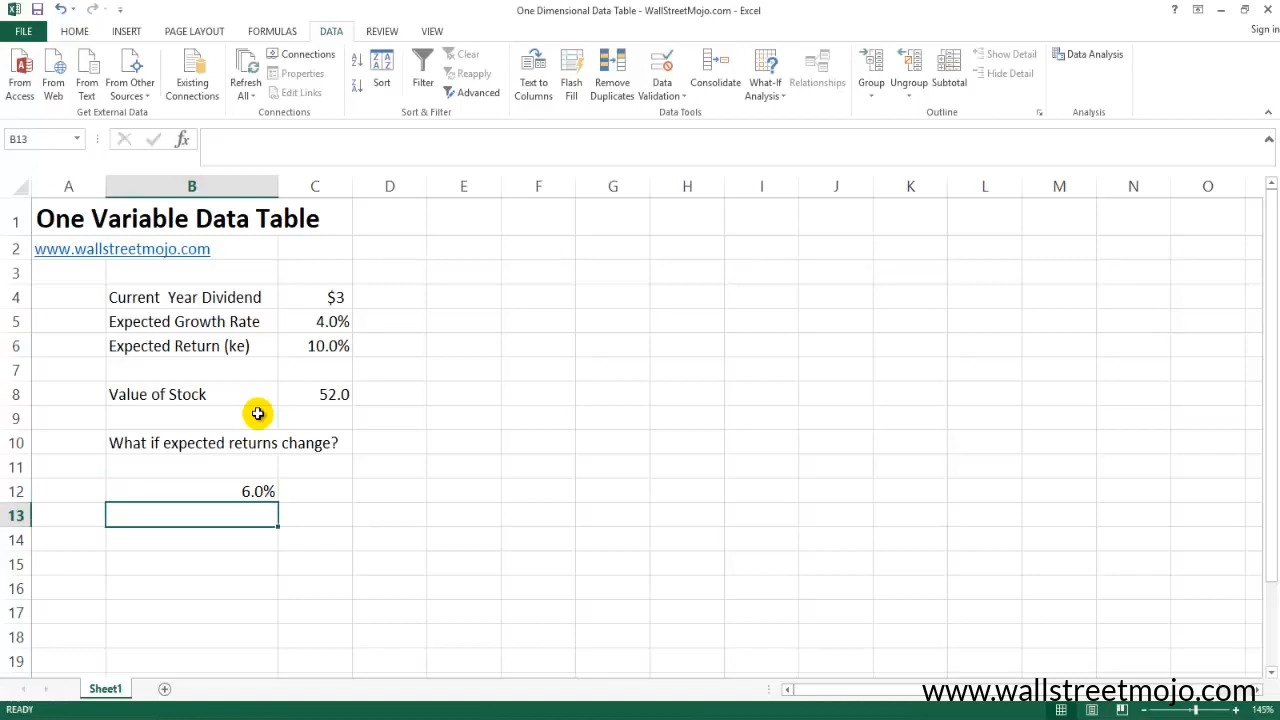 One Dimensional Data Table - WallStreetMojo.com - Excel
FILE HOME INSERT PAGE LAYOUT FORMULAS DATA REVIEW VIEW Sign in
From Access
From Web
From Text
From Other Sources
Existing Connections
Get External Data
Refresh All
Connections
Properties
Edit Links
Connections
Sort
Filter
Clear
Reapply
Advanced
Sort & Filter
Text to Columns
Flash Fill
Remove Duplicates
Data Validation
Consolidate
What-If Analysis
Relationships
Data Tools
Group
Ungroup
Subtotal
Show Detail
Hide Detail
Outline
Data Analysis
Analysis
B13 fx
A B C D E F G H I J K L M N O
1 One Variable Data Table
2 www.wallstreetmojo.com
3
4 Current  Year Dividend $3
5 Expected Growth Rate 4.0%
6 Expected Return (ke) 10.0%
7
8 Value of Stock 52.0
9
10 What if expected returns change?
11
12 6.0%
13
14
15
16
17
18
19
Sheet1
www.wallstreetmojo.com
READY 145%